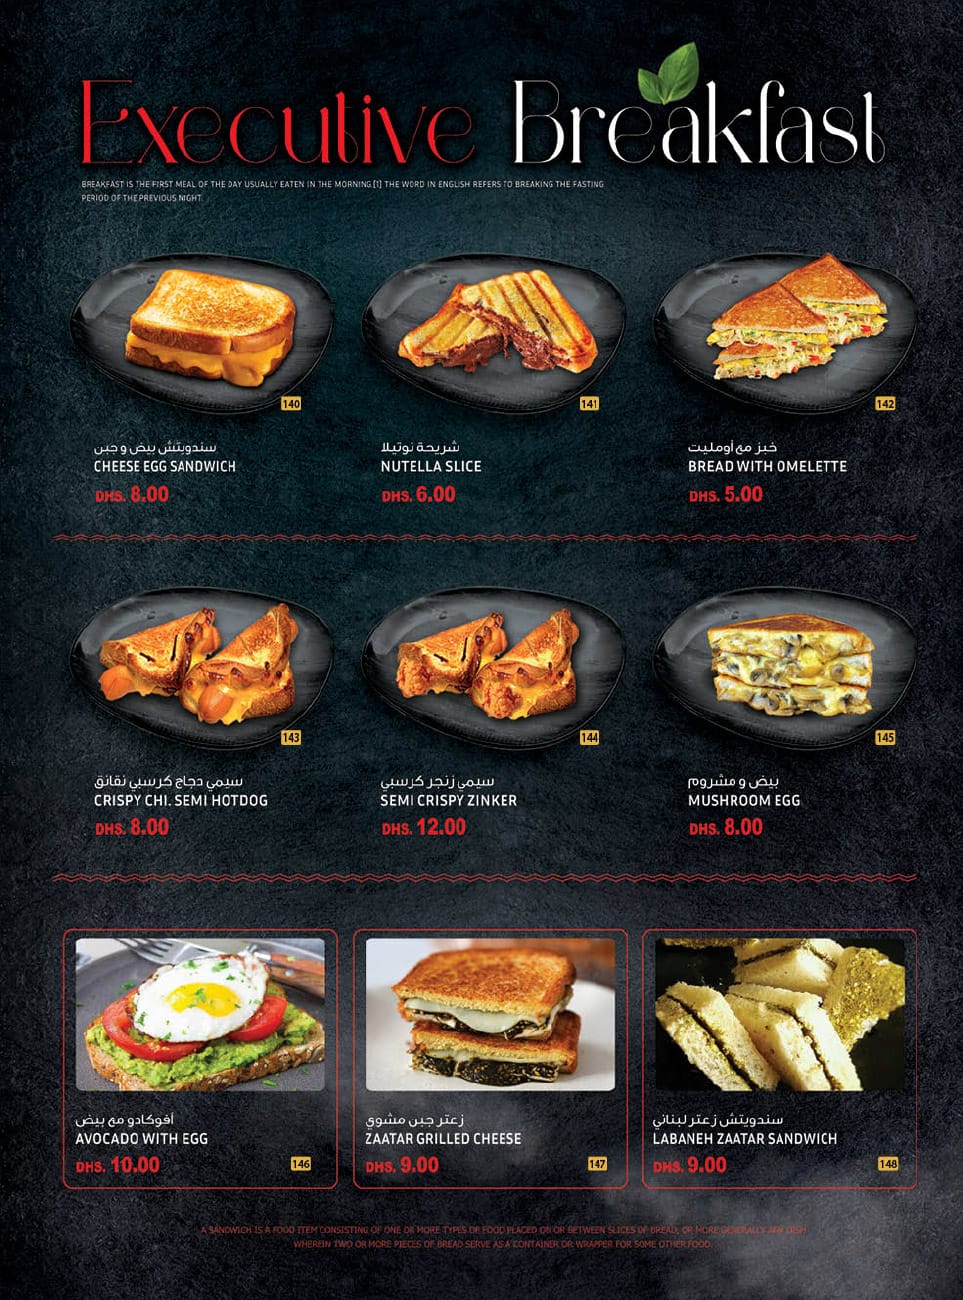 Executive Breakfast
BREAKFAST IS THE FIRST MEAL OF THE DAY USUALLY EATEN IN THE MORNING.[1] THE WORD IN ENGLISH REFERS TO BREAKING THE FASTING
PERIOD OF THE PREVIOUS NIGHT.
140
141
142
سندويتش بيض و جبن
CHEESE EGG SANDWICH
DHS. 8.00
شريحة نوتيلا
NUTELLA SLICE
DHS. 6.00
خبز مع أومليت
BREAD WITH OMELETTE
DHS. 5.00
143
144
145
سيمي دجاج كرسبي نقانق
CRISPY CHI. SEMI HOTDOG
DHS. 8.00
سيمي زنجر كرسبي
SEMI CRISPY ZINKER
DHS. 12.00
بيض و مشروم
MUSHROOM EGG
DHS. 8.00
أفوكادو مع بيض
AVOCADO WITH EGG
DHS. 10.00
146
زعتر جبن مشوي
ZAATAR GRILLED CHEESE
DHS. 9.00
147
سندويتش زعتر لبناني
LABANEH ZAATAR SANDWICH
DHS. 9.00
148
A SANDWICH IS A FOOD ITEM CONSISTING OF ONE OR MORE TYPES OF FOOD PLACED ON OR BETWEEN SLICES OF BREAD, OR MORE GENERALLY ANY DISH
WHEREIN TWO OR MORE PIECES OF BREAD SERVE AS A CONTAINER OR WRAPPER FOR SOME OTHER FOOD.